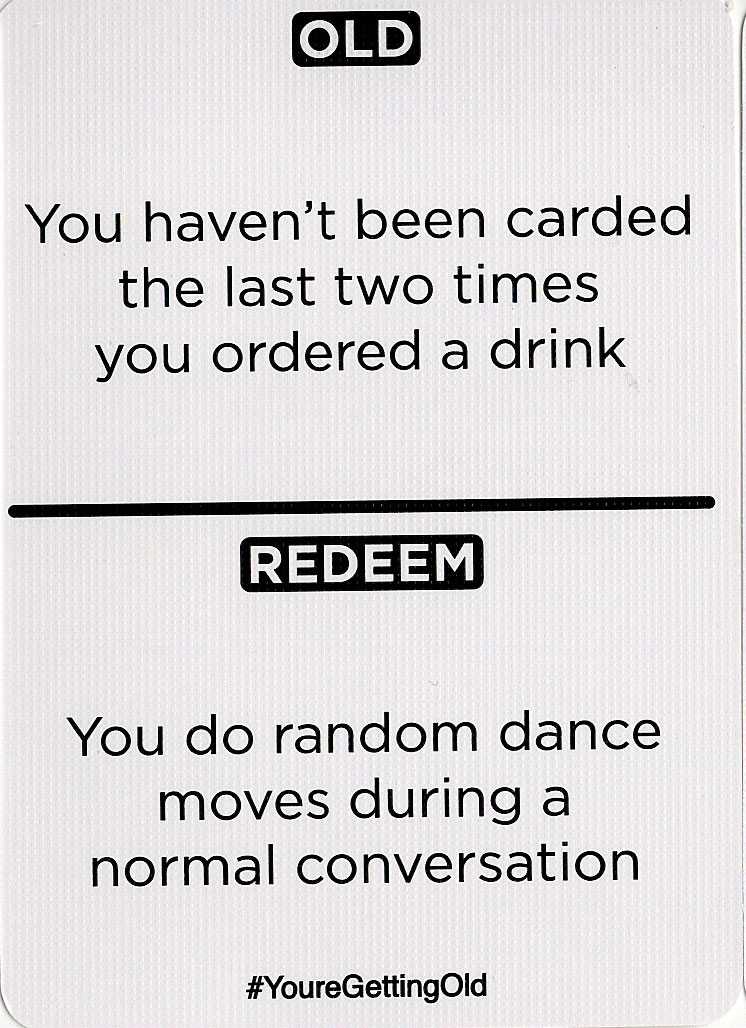 OLD
You haven't been carded
the last two times
you ordered a drink
REDEEM
You do random dance
moves during a
normal conversation
#YoureGettingOld